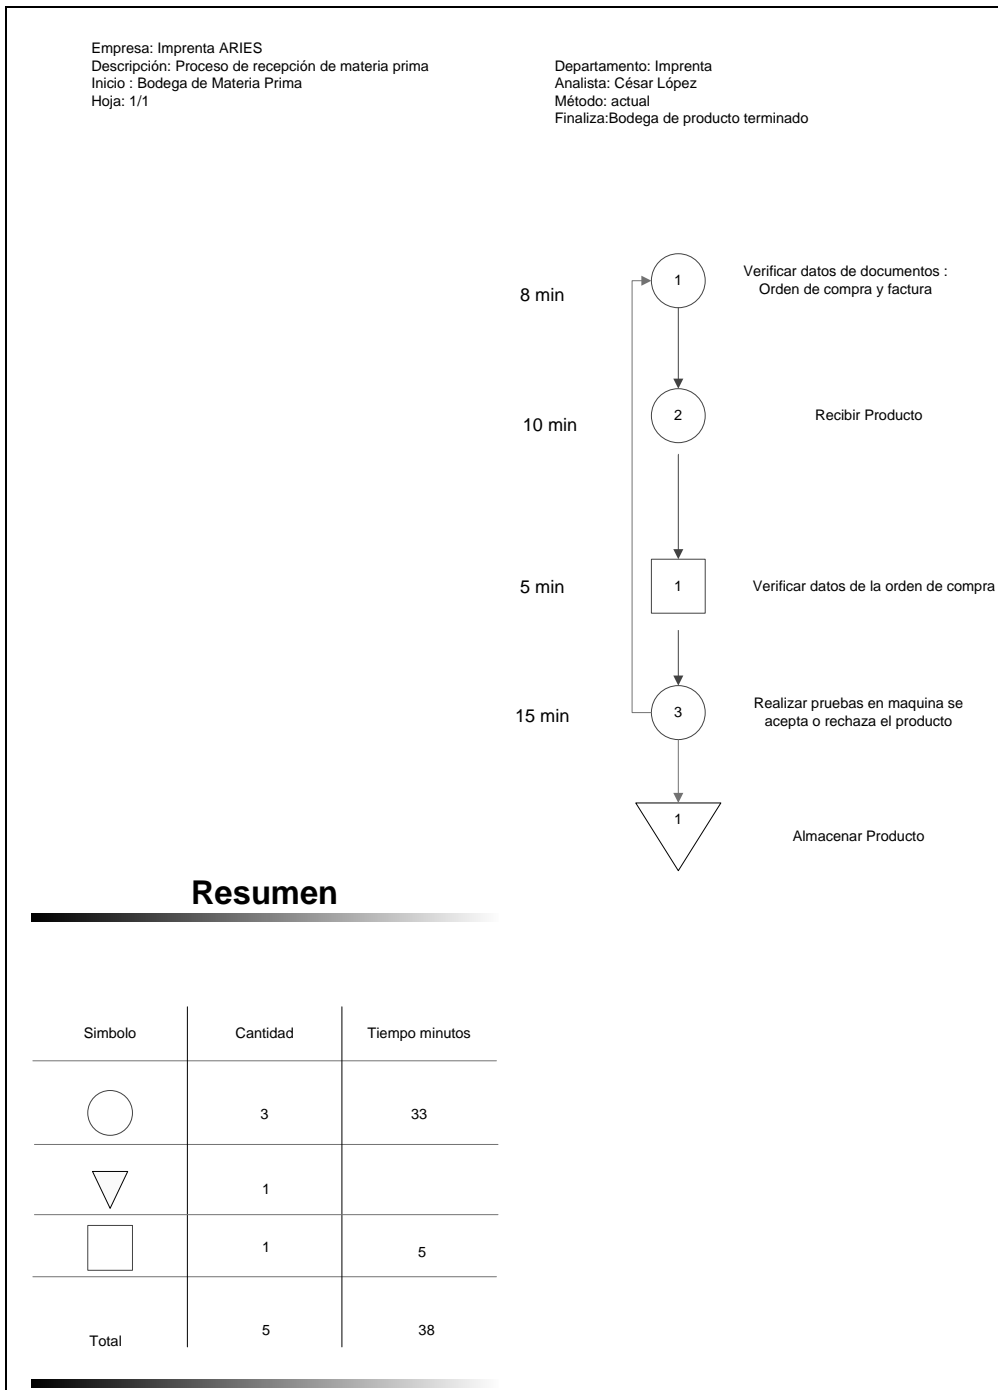 Empresa: Imprenta ARIES
Descripción: Proceso de recepción de materia prima
Inicio : Bodega de Materia Prima
Hoja: 1/1
Departamento: Imprenta
Analista: César López
Método: actual
Finaliza:Bodega de producto terminado
8 min
1
Verificar datos de documentos :
Orden de compra y factura
10 min
2
Recibir Producto
5 min
1
Verificar datos de la orden de compra
15 min
3
Realizar pruebas en maquina se
acepta o rechaza el producto
1
Almacenar Producto
Resumen
Simbolo Cantidad Tiempo minutos
3 33
1
1 5
Total 5 38